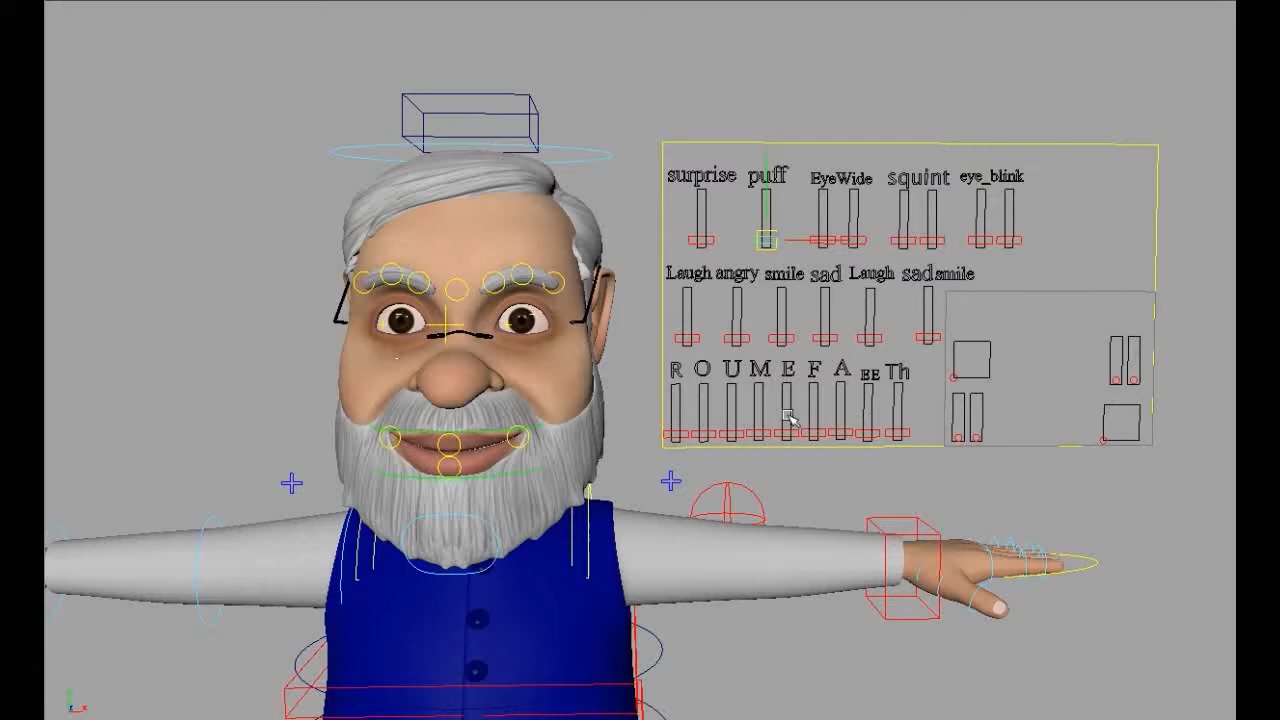 surprise puff EyeWide squint eye_blink
Laugh angry smile sad Laugh sad smile
R O U M E F A EE Th